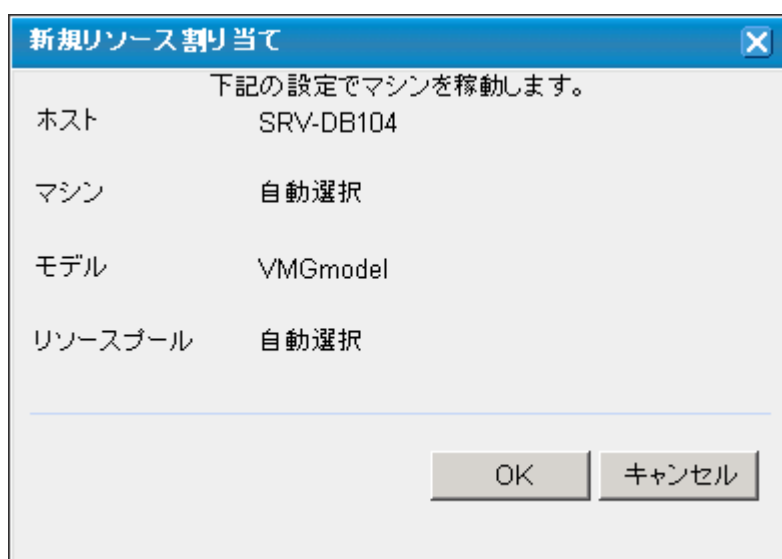 新規リソース割り当て
下記の設定でマシンを稼動します。
ホスト SRV-DB104
マシン 自動選択
モデル VMGmodel
リソースプール 自動選択
OK キャンセル